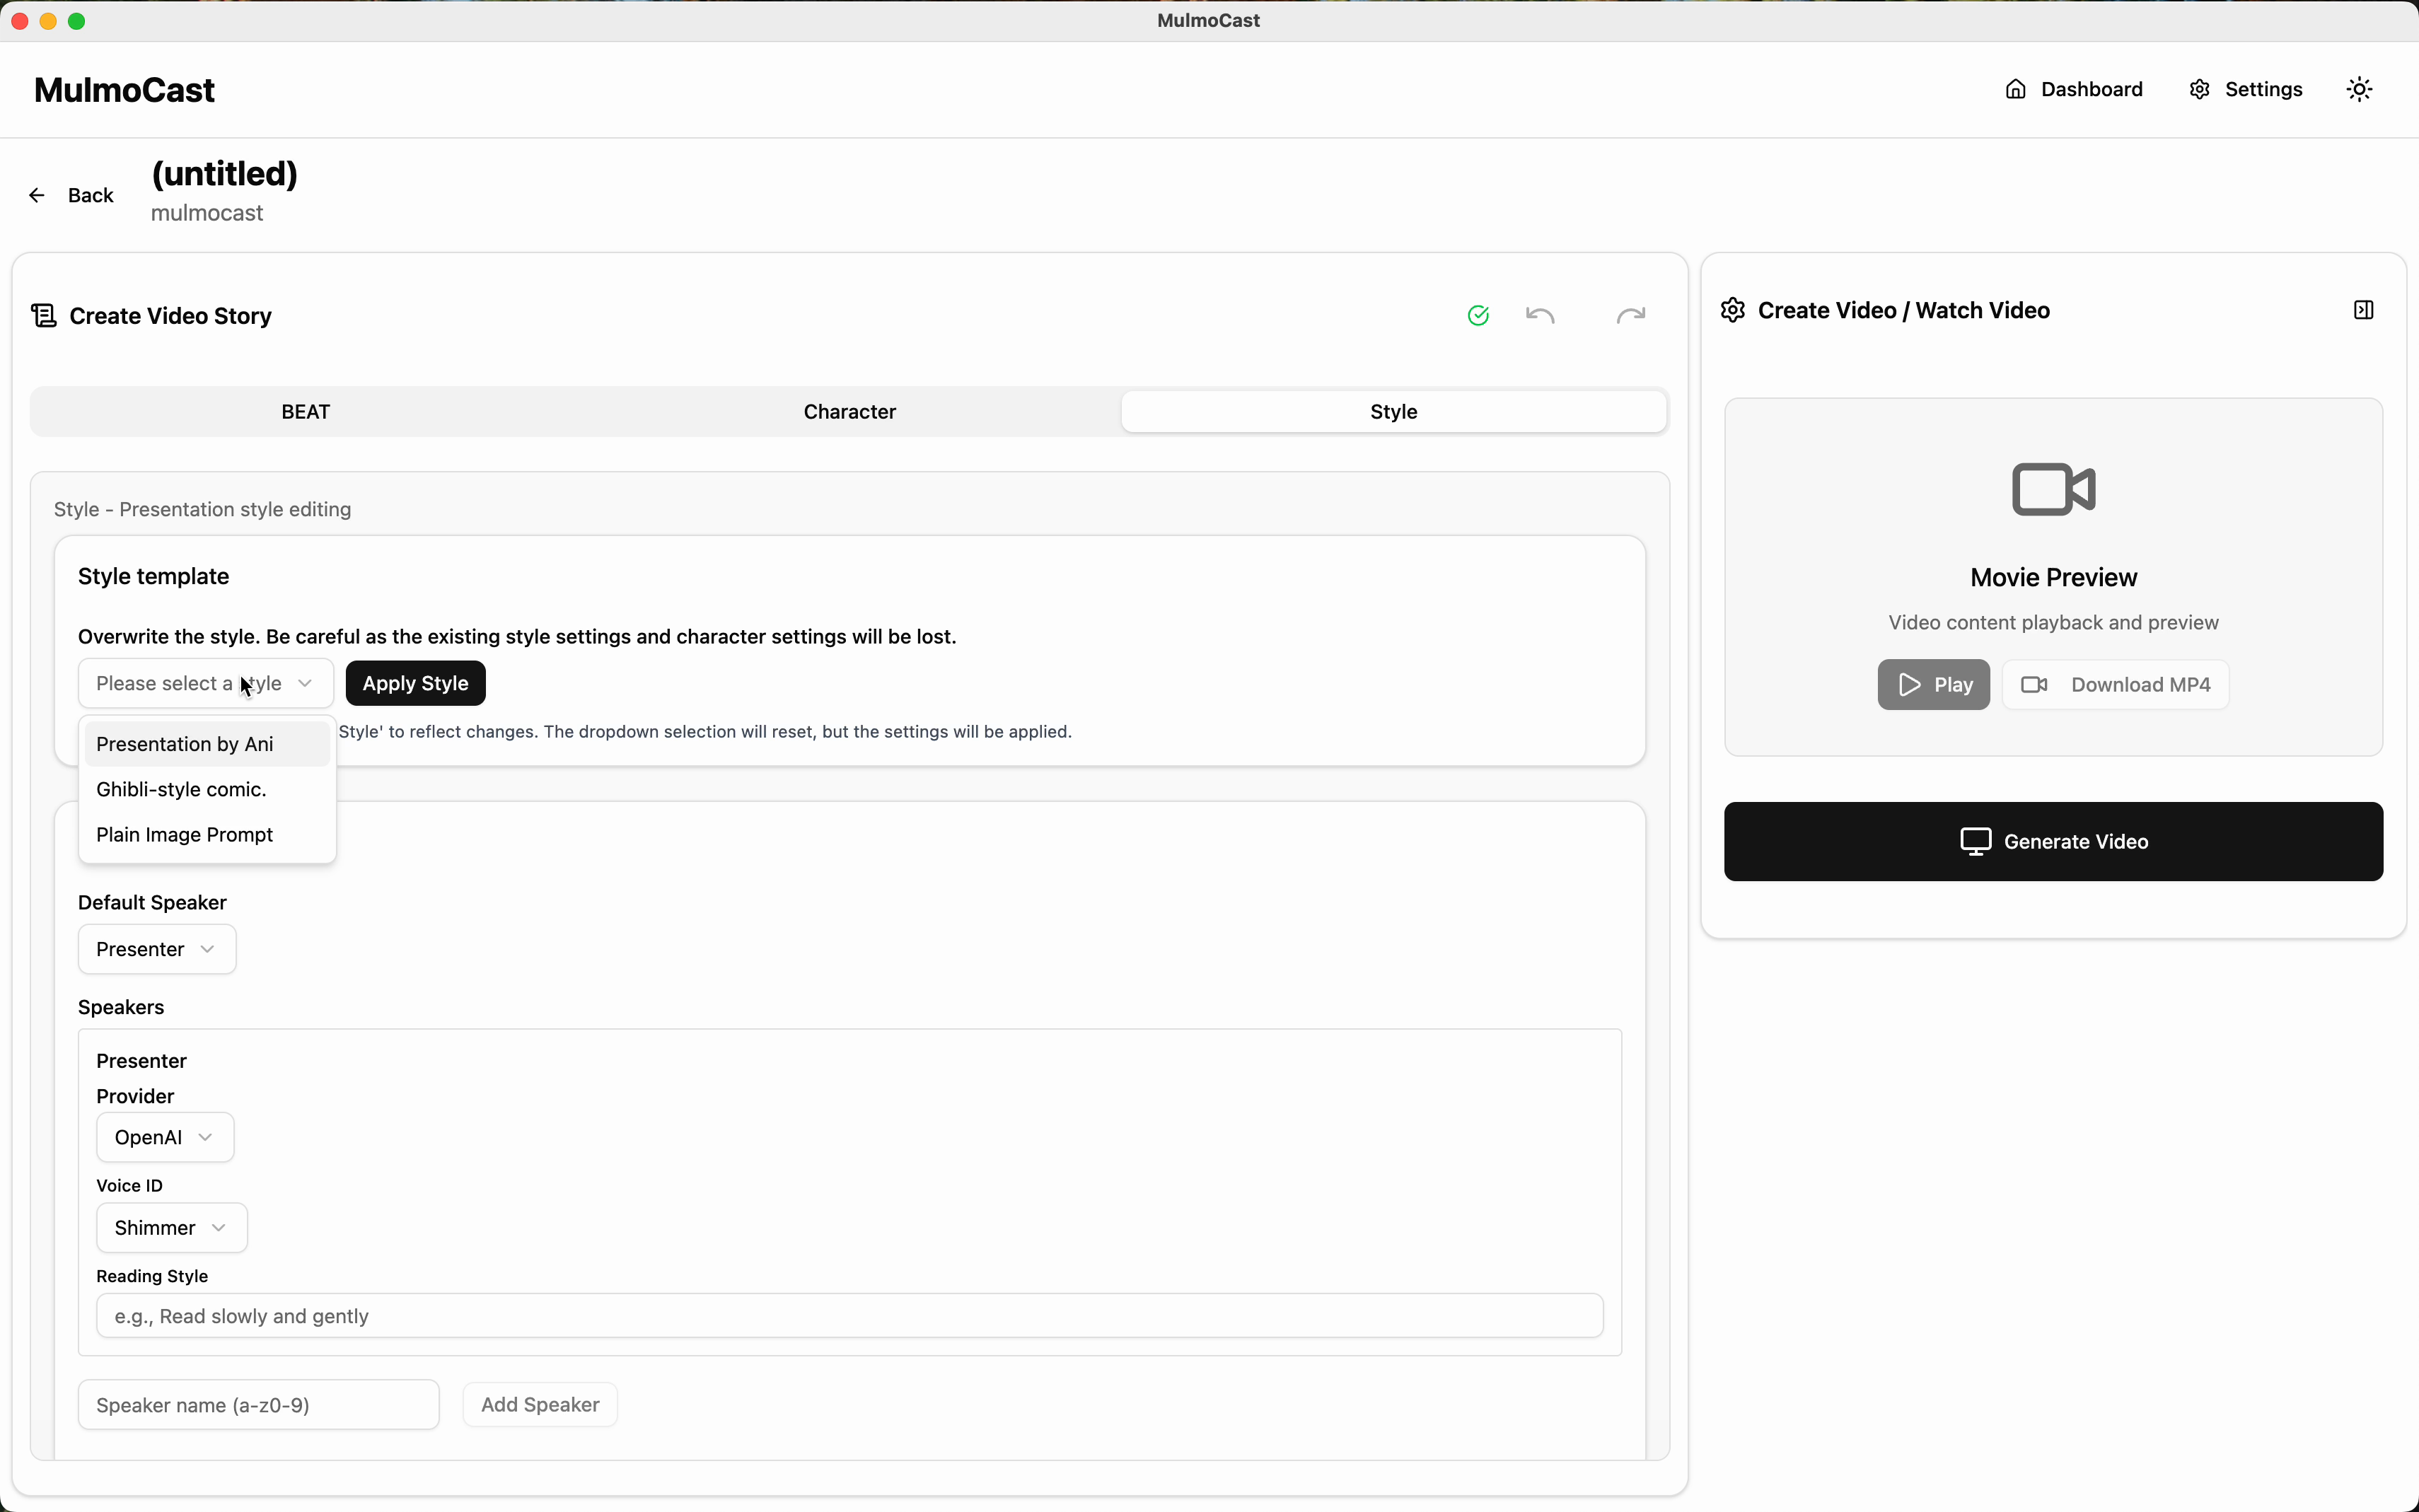 MulmoCast
MulmoCast
Dashboard
Settings
Back
(untitled)
mulmocast
Create Video Story
BEAT
Character
Style
Style - Presentation style editing
Style template
Overwrite the style. Be careful as the existing style settings and character settings will be lost.
Please select a style
Apply Style
Style' to reflect changes. The dropdown selection will reset, but the settings will be applied.
Presentation by Ani
Ghibli-style comic.
Plain Image Prompt
Default Speaker
Presenter
Speakers
Presenter
Provider
OpenAI
Voice ID
Shimmer
Reading Style
e.g., Read slowly and gently
Speaker name (a-z0-9)
Add Speaker
Create Video / Watch Video
Movie Preview
Video content playback and preview
Play
Download MP4
Generate Video